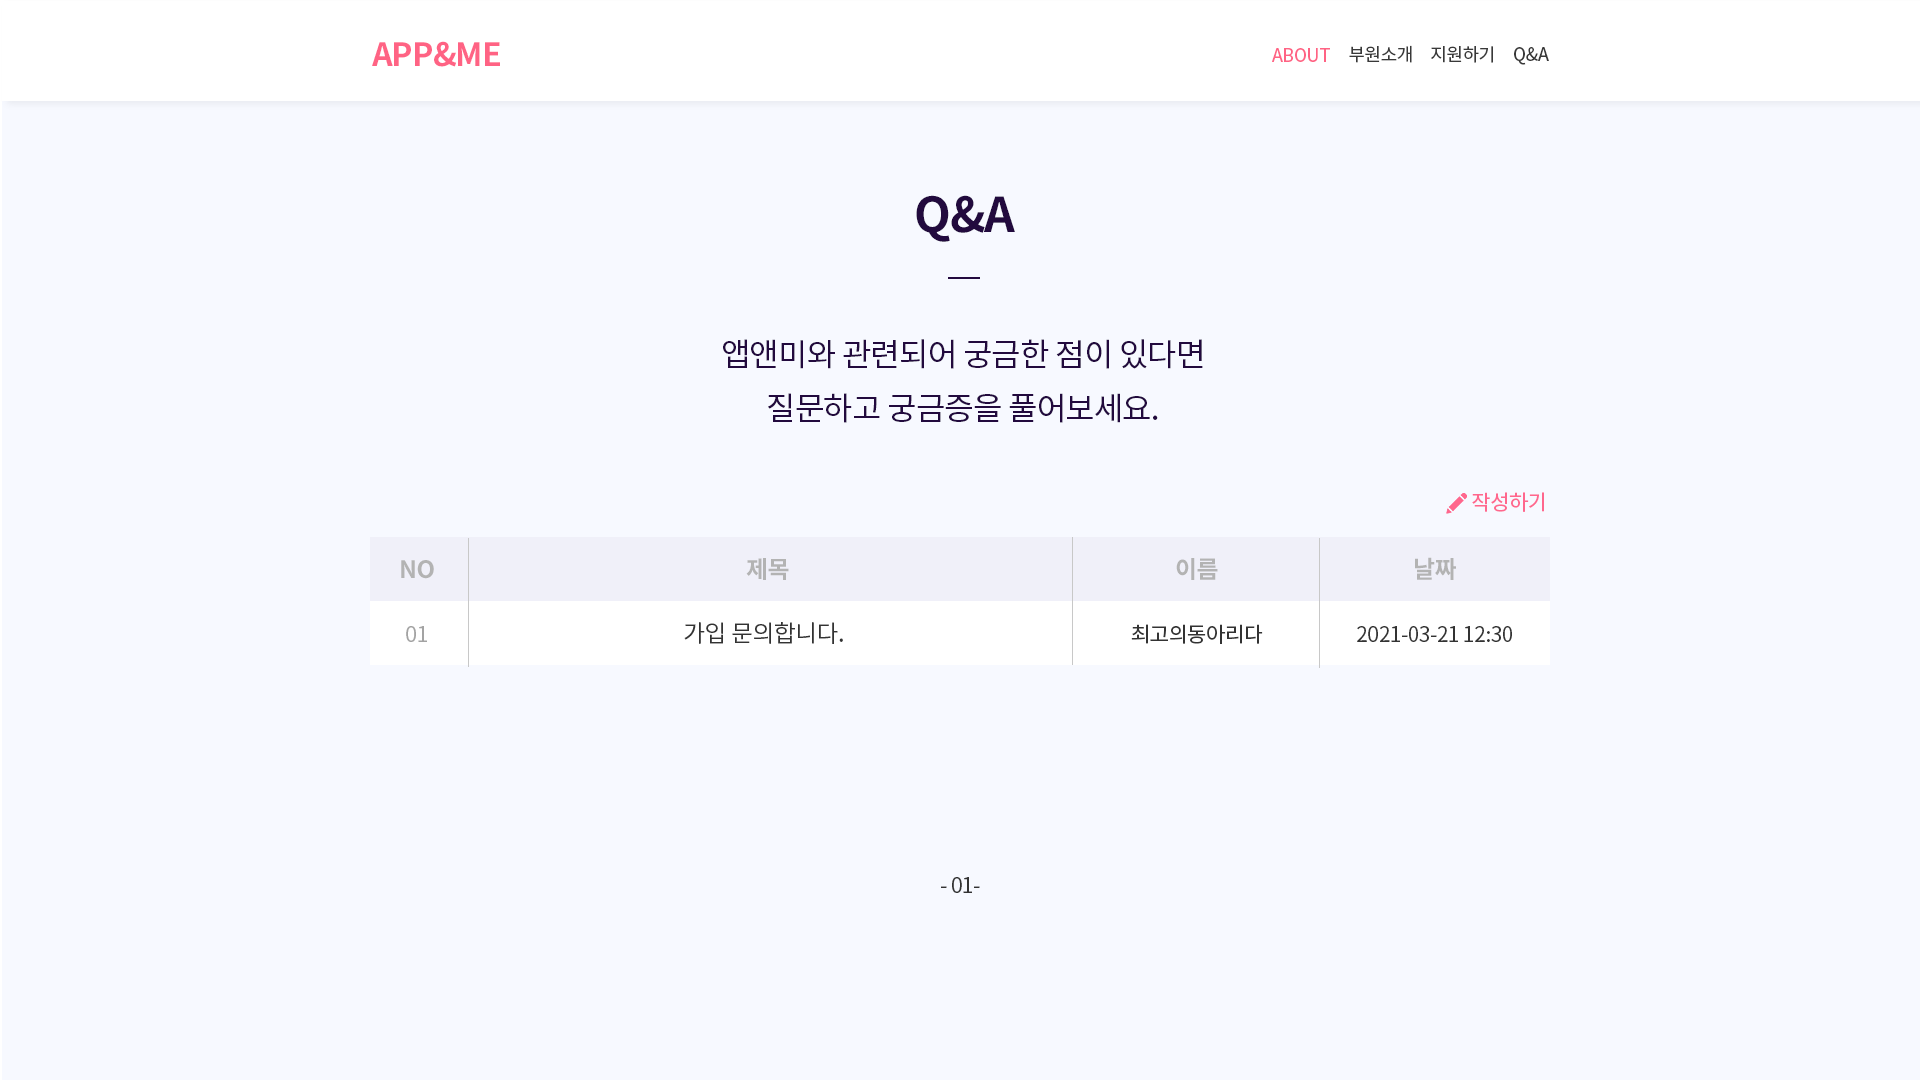 APP&ME ABOUT 부원소개 지원하기 Q&A
Q&A
앱앤미와 관련되어 궁금한 점이 있다면
질문하고 궁금증을 풀어보세요.
작성하기
NO 제목 이름 날짜
01 가입 문의합니다. 최고의동아리다 2021-03-21 12:30
- 01-